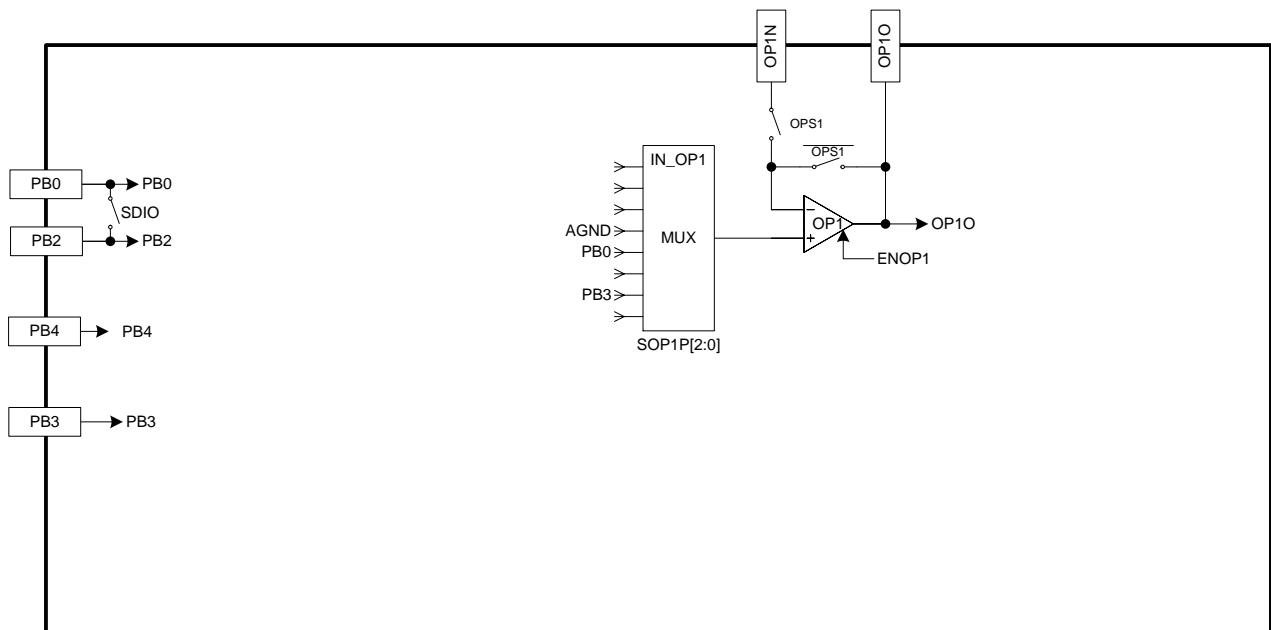 OP1N
OP1O
OPS1
OPS1
IN_OP1
PB0
PB0
SDIO
OP1
OP1O
AGND
MUX
PB2
PB2
PB0
ENOP1
PB3
PB4
PB4
SOP1P[2:0]
PB3
PB3